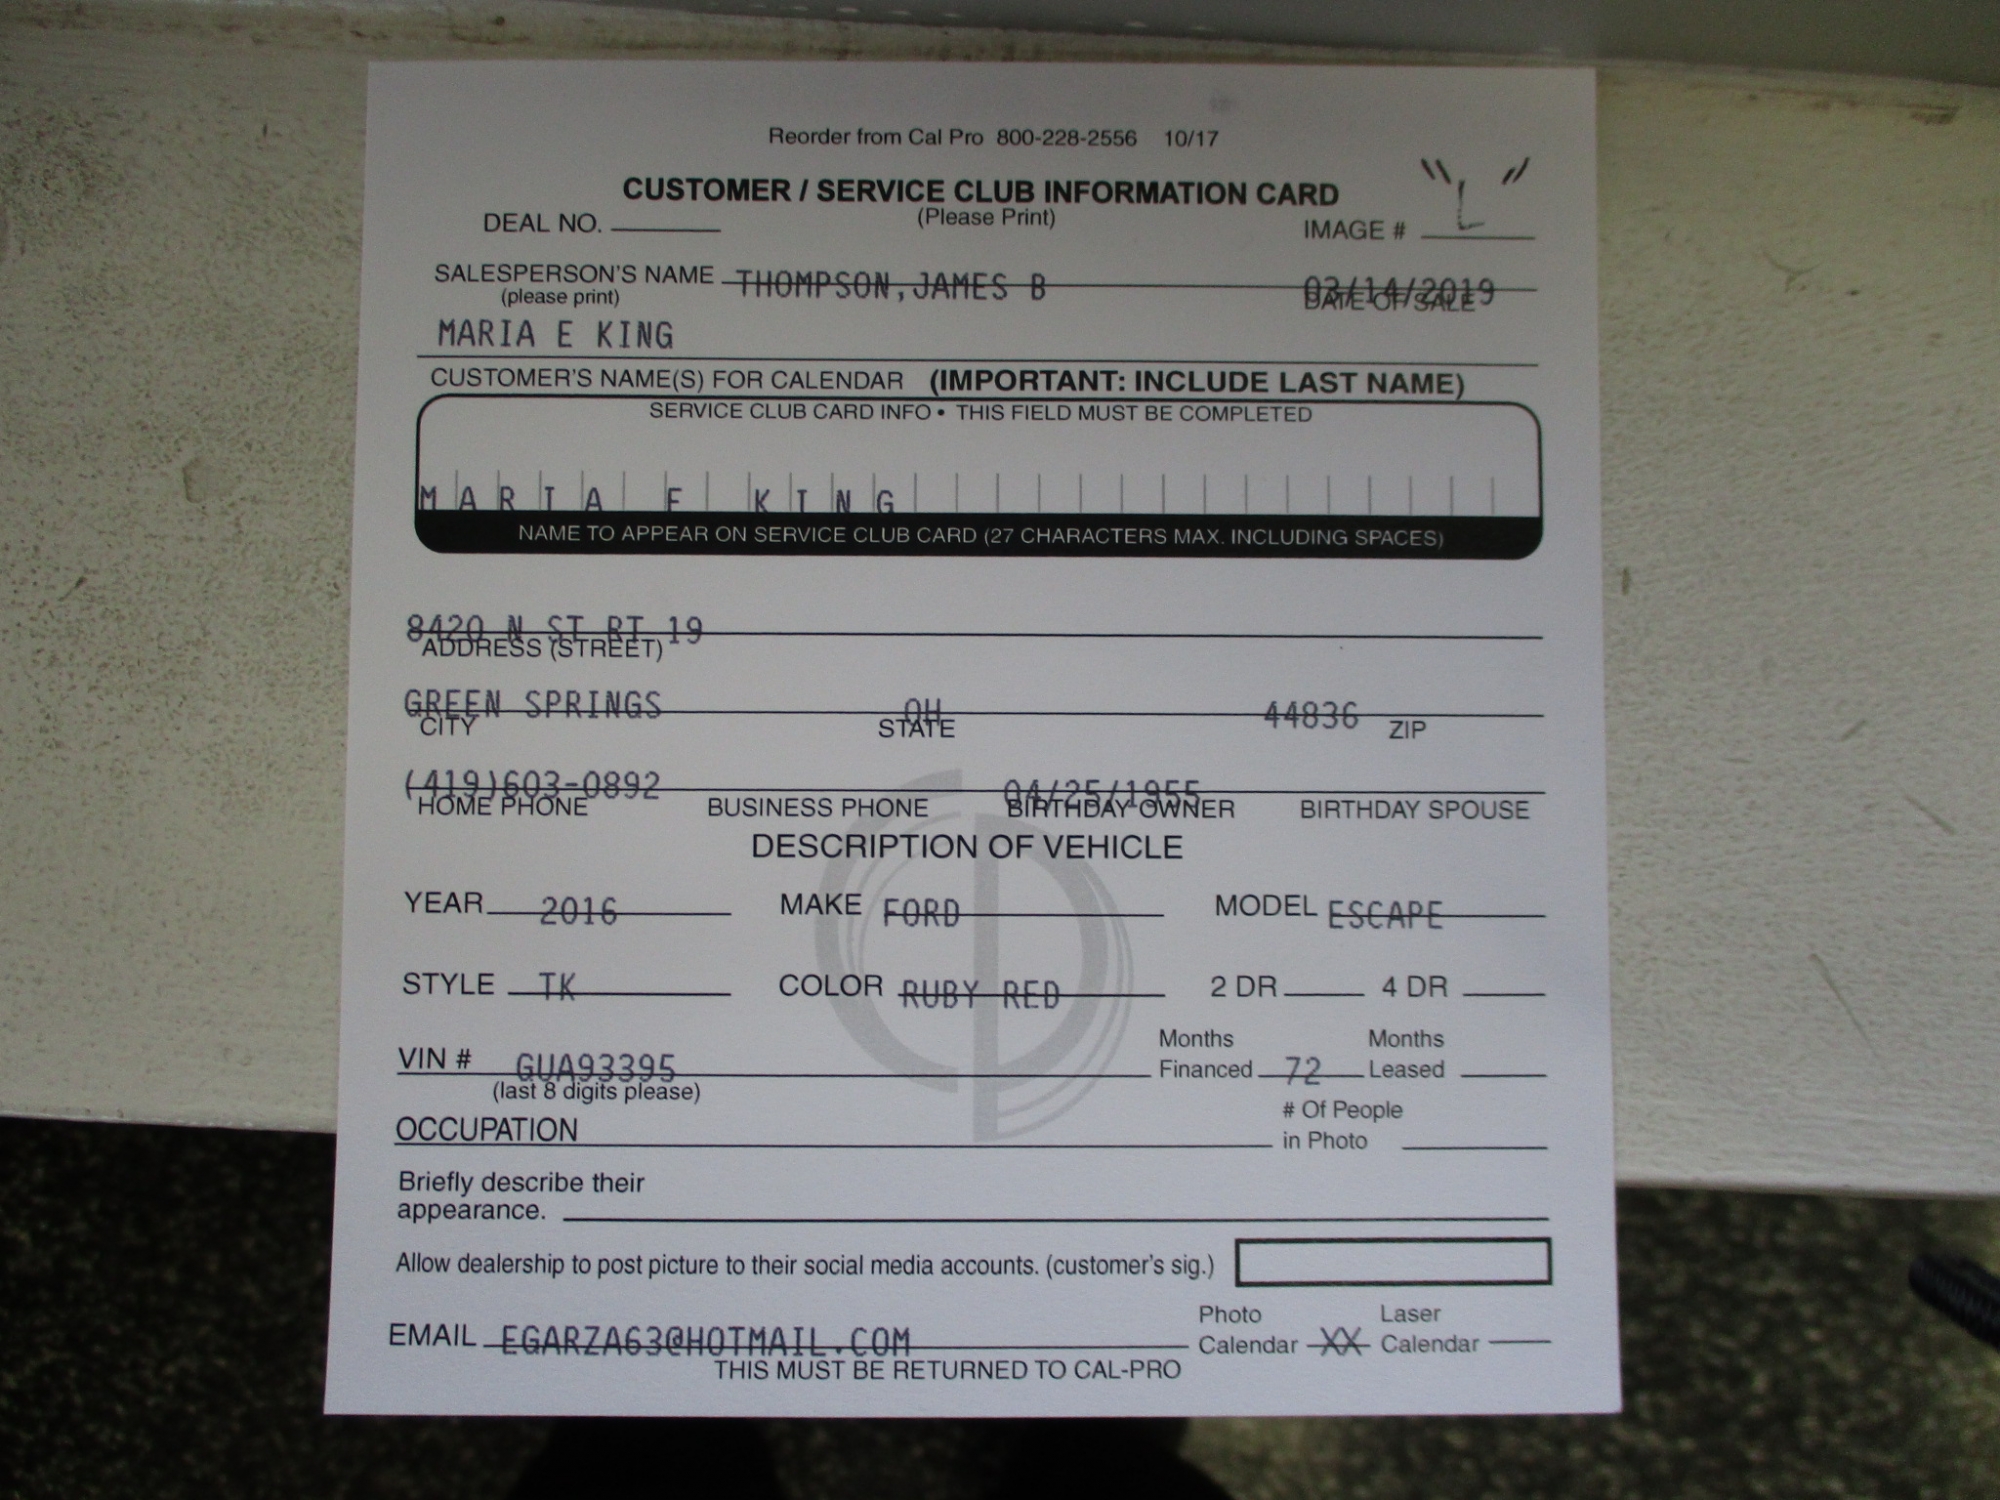 Reorder from Cal Pro 800-228-2556 10/17
CUSTOMER / SERVICE CLUB INFORMATION CARD
(Please Print)
DEAL NO.
IMAGE # "L"
SALESPERSON'S NAME THOMPSON,JAMES B 03/14/2019
(please print) DATE OF SALE
MARIA E KING
CUSTOMER'S NAME(S) FOR CALENDAR (IMPORTANT: INCLUDE LAST NAME)
SERVICE CLUB CARD INFO • THIS FIELD MUST BE COMPLETED
MARIA E KING
NAME TO APPEAR ON SERVICE CLUB CARD (27 CHARACTERS MAX. INCLUDING SPACES)
8420 N ST RT 19
ADDRESS (STREET)
GREEN SPRINGS OH 44836
CITY STATE ZIP
(419)603-0892 04/25/1955
HOME PHONE BUSINESS PHONE BIRTHDAY OWNER BIRTHDAY SPOUSE
DESCRIPTION OF VEHICLE
YEAR 2016 MAKE FORD MODEL ESCAPE
STYLE TK COLOR RUBY RED 2 DR 4 DR
Months Months
VIN # GUA93395 Financed 72 Leased
(last 8 digits please)
# Of People
OCCUPATION in Photo
Briefly describe their
appearance.
Allow dealership to post picture to their social media accounts. (customer's sig.)
Photo Laser
EMAIL EGARZA63@HOTMAIL.COM Calendar XX Calendar
THIS MUST BE RETURNED TO CAL-PRO